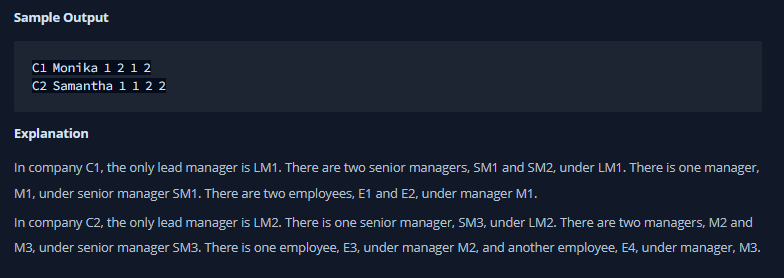 Sample Output
C1 Monika 1 2 1 2
C2 Samantha 1 1 2 2
Explanation
In company C1, the only lead manager is LM1. There are two senior managers, SM1 and SM2, under LM1. There is one manager,
M1, under senior manager SM1. There are two employees, E1 and E2, under manager M1.
In company C2, the only lead manager is LM2. There is one senior manager, SM3, under LM2. There are two managers, M2 and
M3, under senior manager SM3. There is one employee, E3, under manager M2, and another employee, E4, under manager, M3.